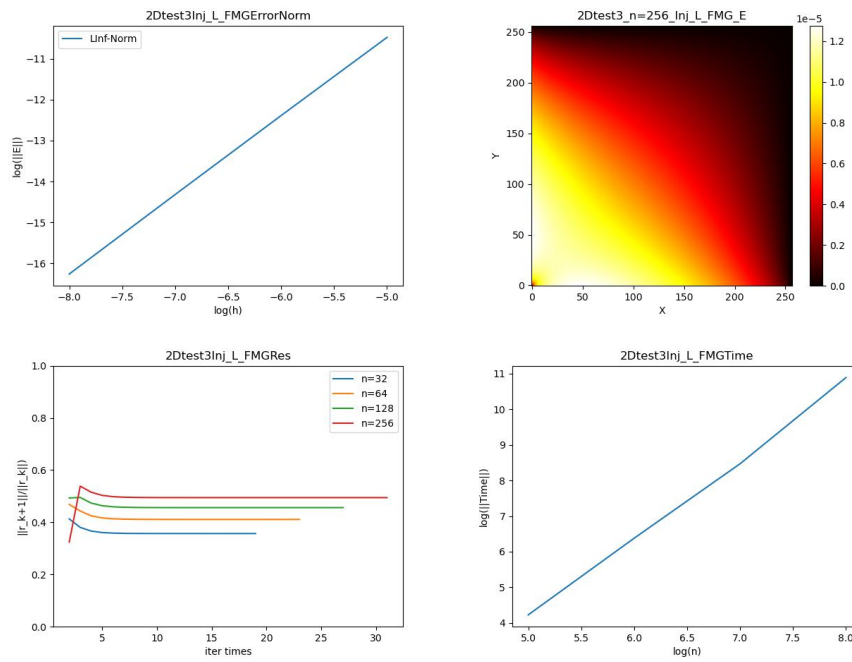 2Dtest3Inj_L_FMGErrorNorm
LInf-Norm
log(||E||)
-11
-12
-13
-14
-15
-16
-8.0 -7.5 -7.0 -6.5 -6.0 -5.5 -5.0
log(h)
2Dtest3_n=256_Inj_L_FMG_E
1e-5
Y
250
200
150
100
50
0
0 50 100 150 200 250
X
1.2
1.0
0.8
0.6
0.4
0.2
0.0
2Dtest3Inj_L_FMGRes
n=32
n=64
n=128
n=256
||r_k+1||/||r_k||
1.0
0.8
0.6
0.4
0.2
0.0
5 10 15 20 25 30
iter times
2Dtest3Inj_L_FMGTime
log(||Time||)
11
10
9
8
7
6
5
4
5.0 5.5 6.0 6.5 7.0 7.5 8.0
log(n)